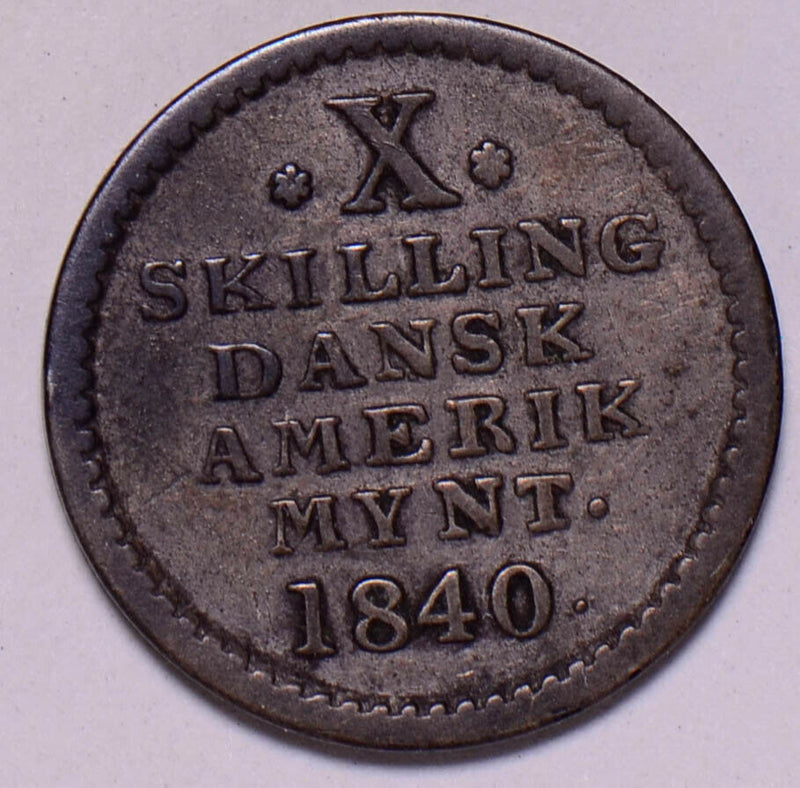 X
SKILLING
DANSK
AMERIK
MYNT.
1840.